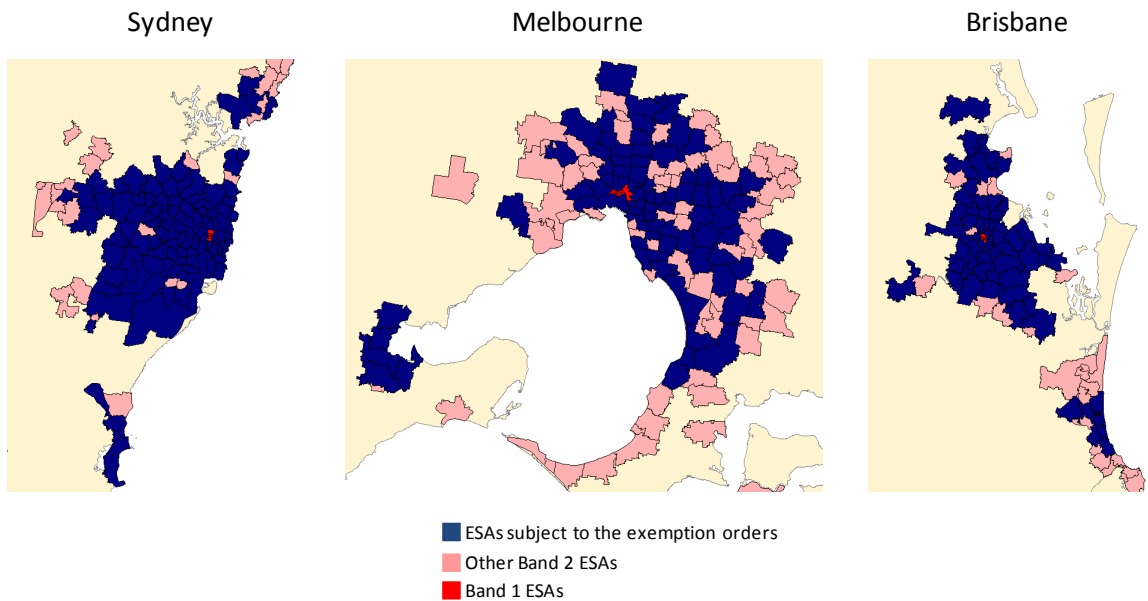 Sydney
Melbourne
Brisbane
ESAs subject to the exemption orders
Other Band 2 ESAs
Band 1 ESAs